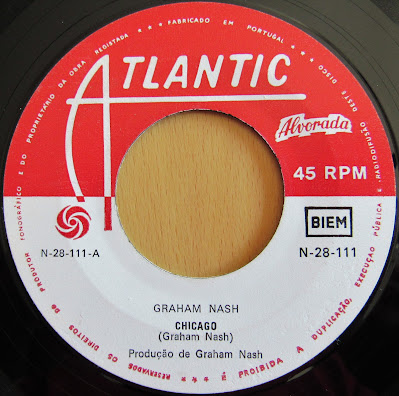 RESERVADOS OS DIREITOS DO PRODUTOR FONOGRÁFICO E DO PROPRIETÁRIO DA OBRA REGISTADA *** FABRICADO EM PORTUGAL *** É PROIBIDA A DUPLICAÇÃO, EXECUÇÃO PÚBLICA E RADIODIFUSÃO DESTE DISCO
ATLANTIC
Alvorada
45 RPM
BIEM
N-28-111-A
N-28-111
GRAHAM NASH
CHICAGO
(Graham Nash)
Produção de Graham Nash